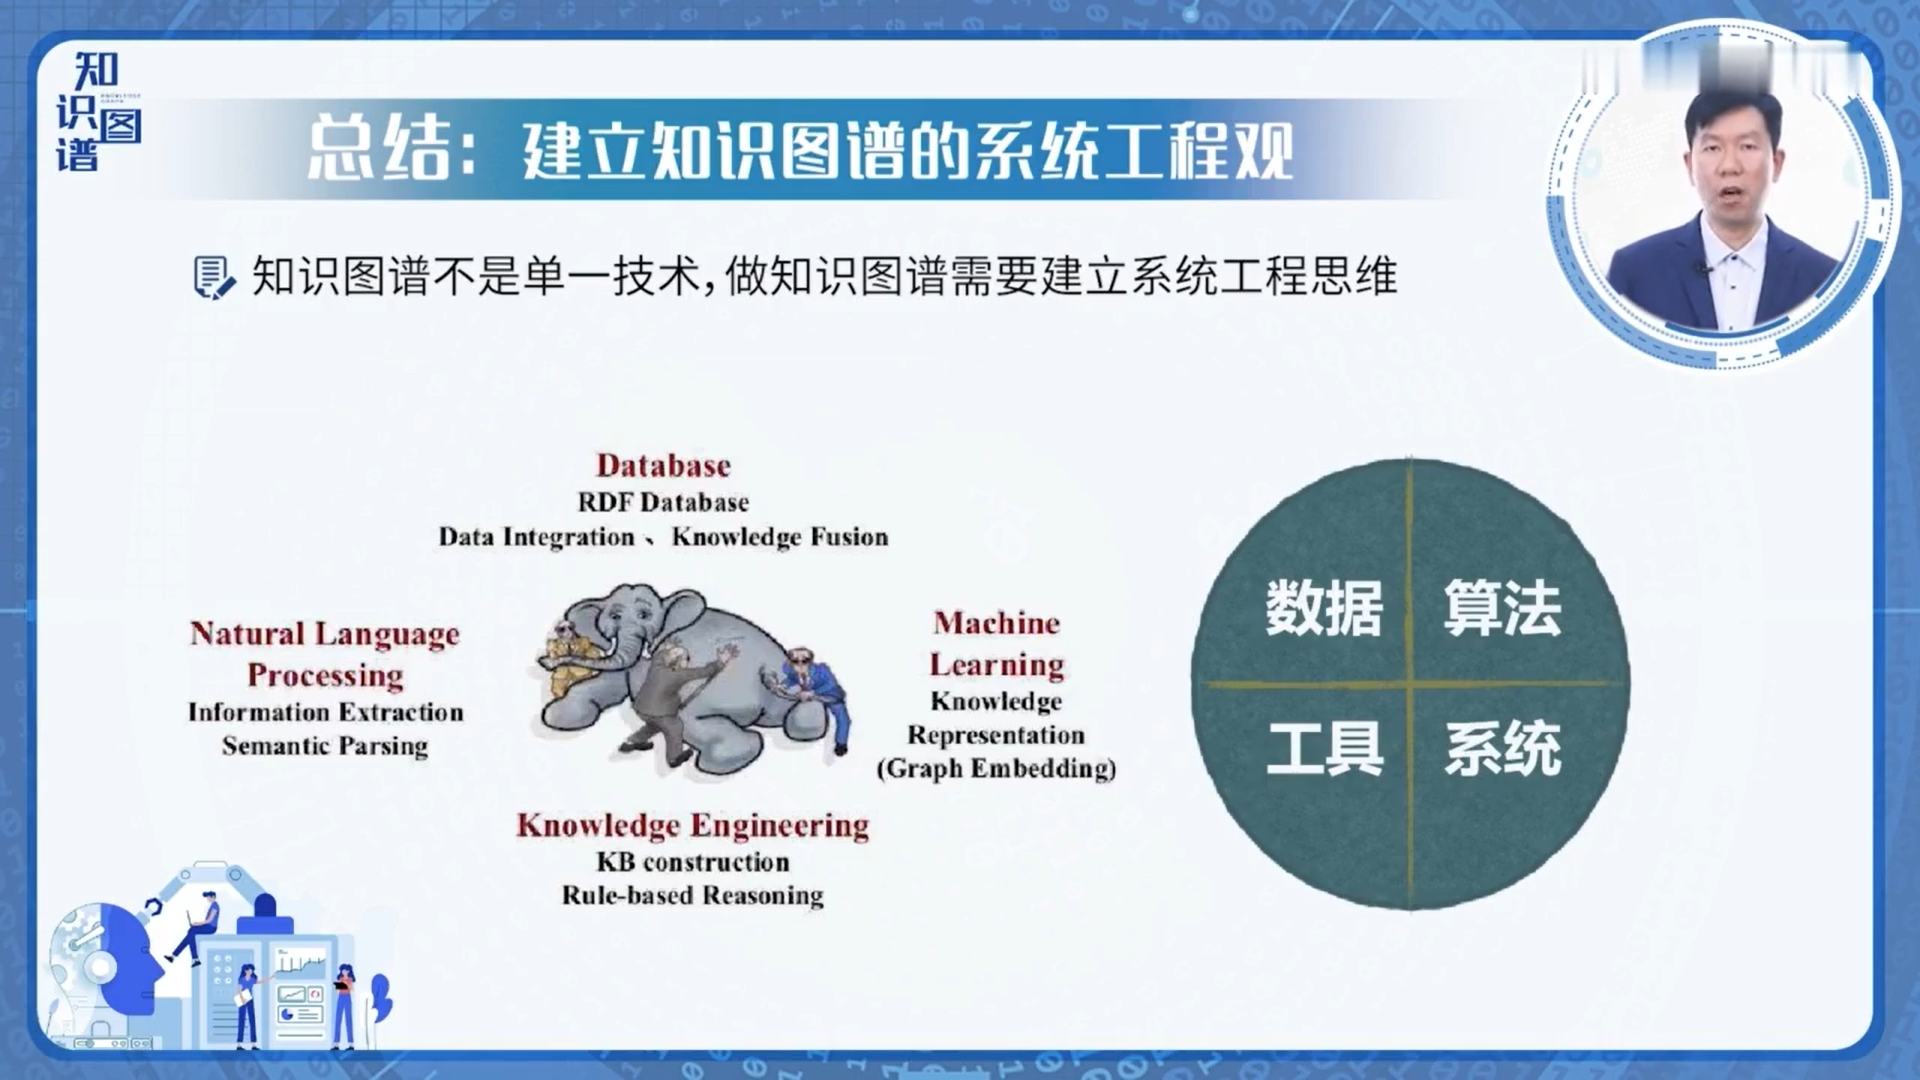 知
识图
谱
总结：建立知识图谱的系统工程观
知识图谱不是单一技术，做知识图谱需要建立系统工程思维
Database
RDF Database
Data Integration 、 Knowledge Fusion
Natural Language
Processing
Information Extraction
Semantic Parsing
Machine
Learning
Knowledge
Representation
(Graph Embedding)
Knowledge Engineering
KB construction
Rule-based Reasoning
数据 算法
工具 系统